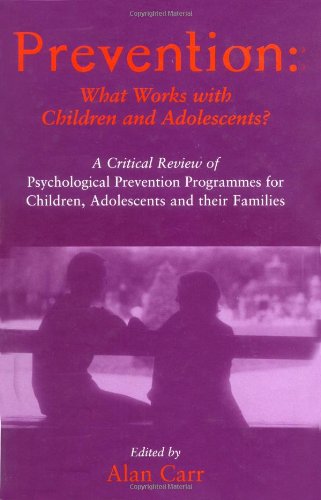 Prevention:
What Works with
Children and Adolescents?
A Critical Review of
Psychological Prevention Programmes for
Children, Adolescents and their Families
Edited by
Alan Carr